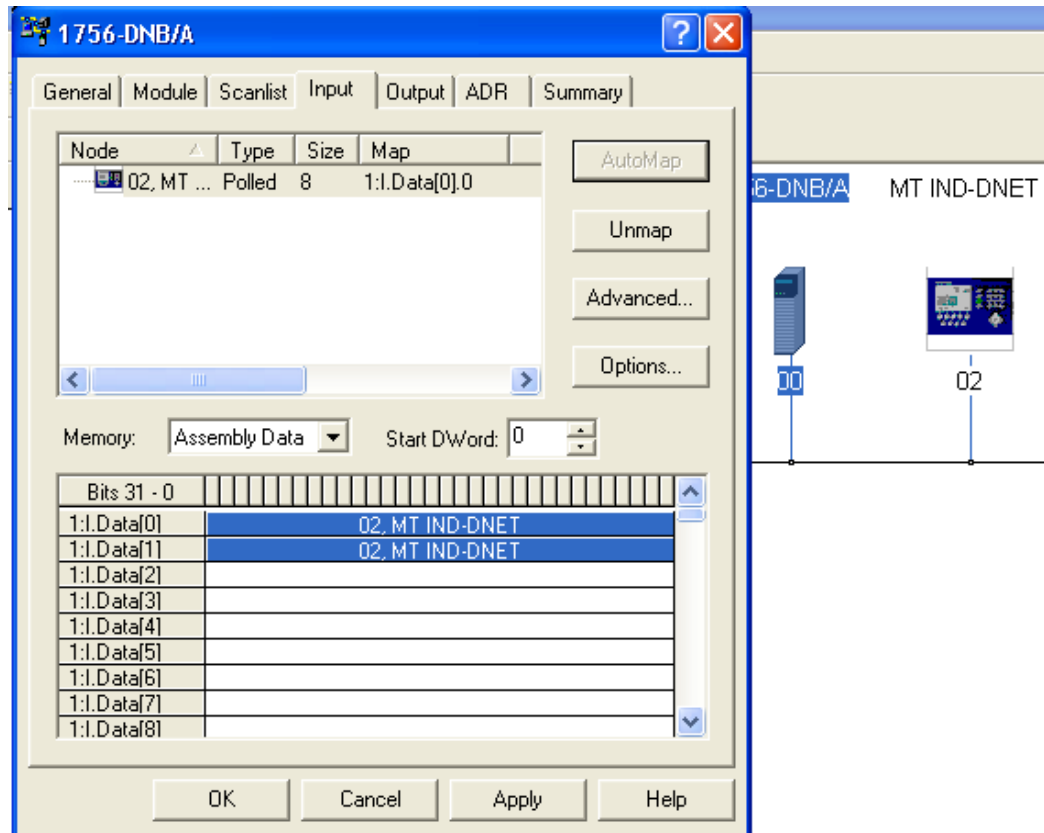 1756-DNB/A
General Module Scanlist Input Output ADR Summary
Node Type Size Map
02, MT ... Polled 8 1:I.Data[0].0
AutoMap
Unmap
Advanced...
Options...
Memory: Assembly Data Start DWord: 0
Bits 31 - 0
1:I.Data[0] 02, MT IND-DNET
1:I.Data[1] 02, MT IND-DNET
1:I.Data[2]
1:I.Data[3]
1:I.Data[4]
1:I.Data[5]
1:I.Data[6]
1:I.Data[7]
1:I.Data[8]
OK Cancel Apply Help
6-DNB/A MT IND-DNET
00 02